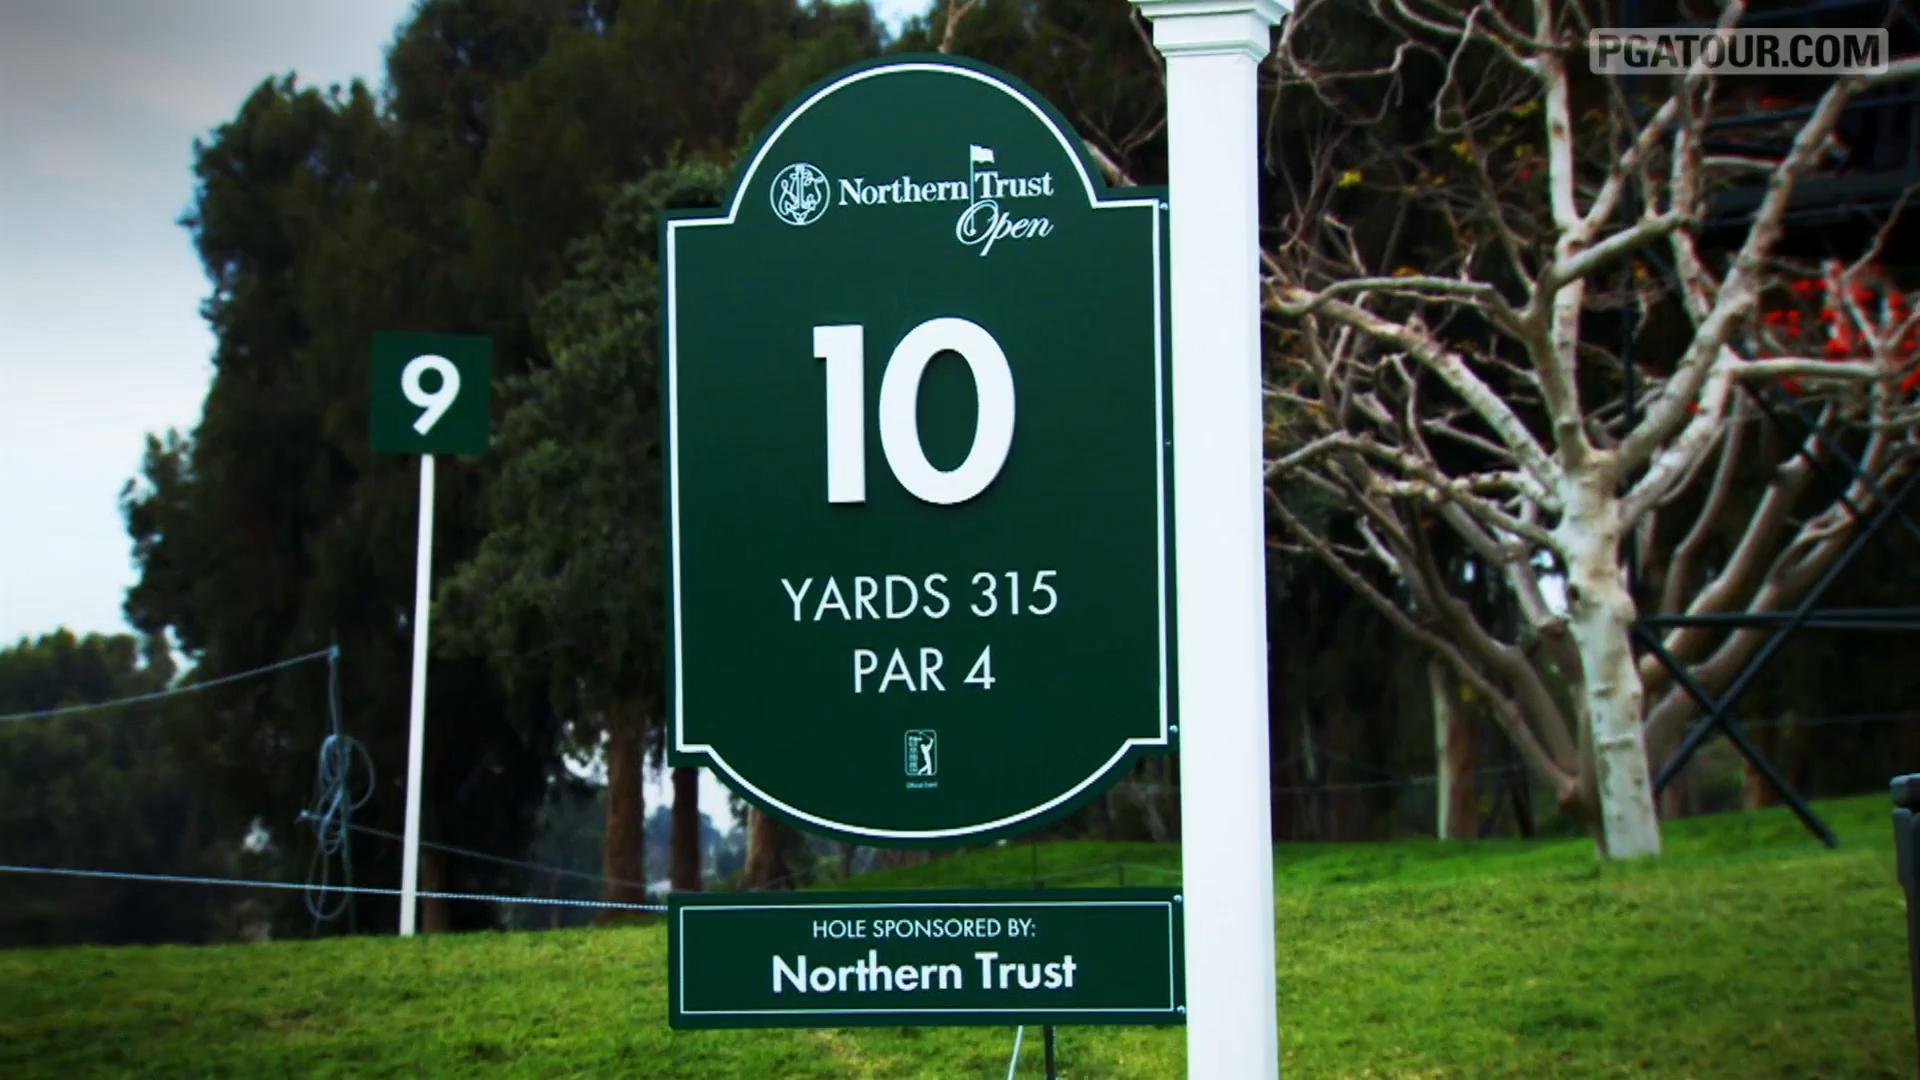 PGATOUR.COM
Northern Trust
Open
9
10
YARDS 315
PAR 4
HOLE SPONSORED BY:
Northern Trust